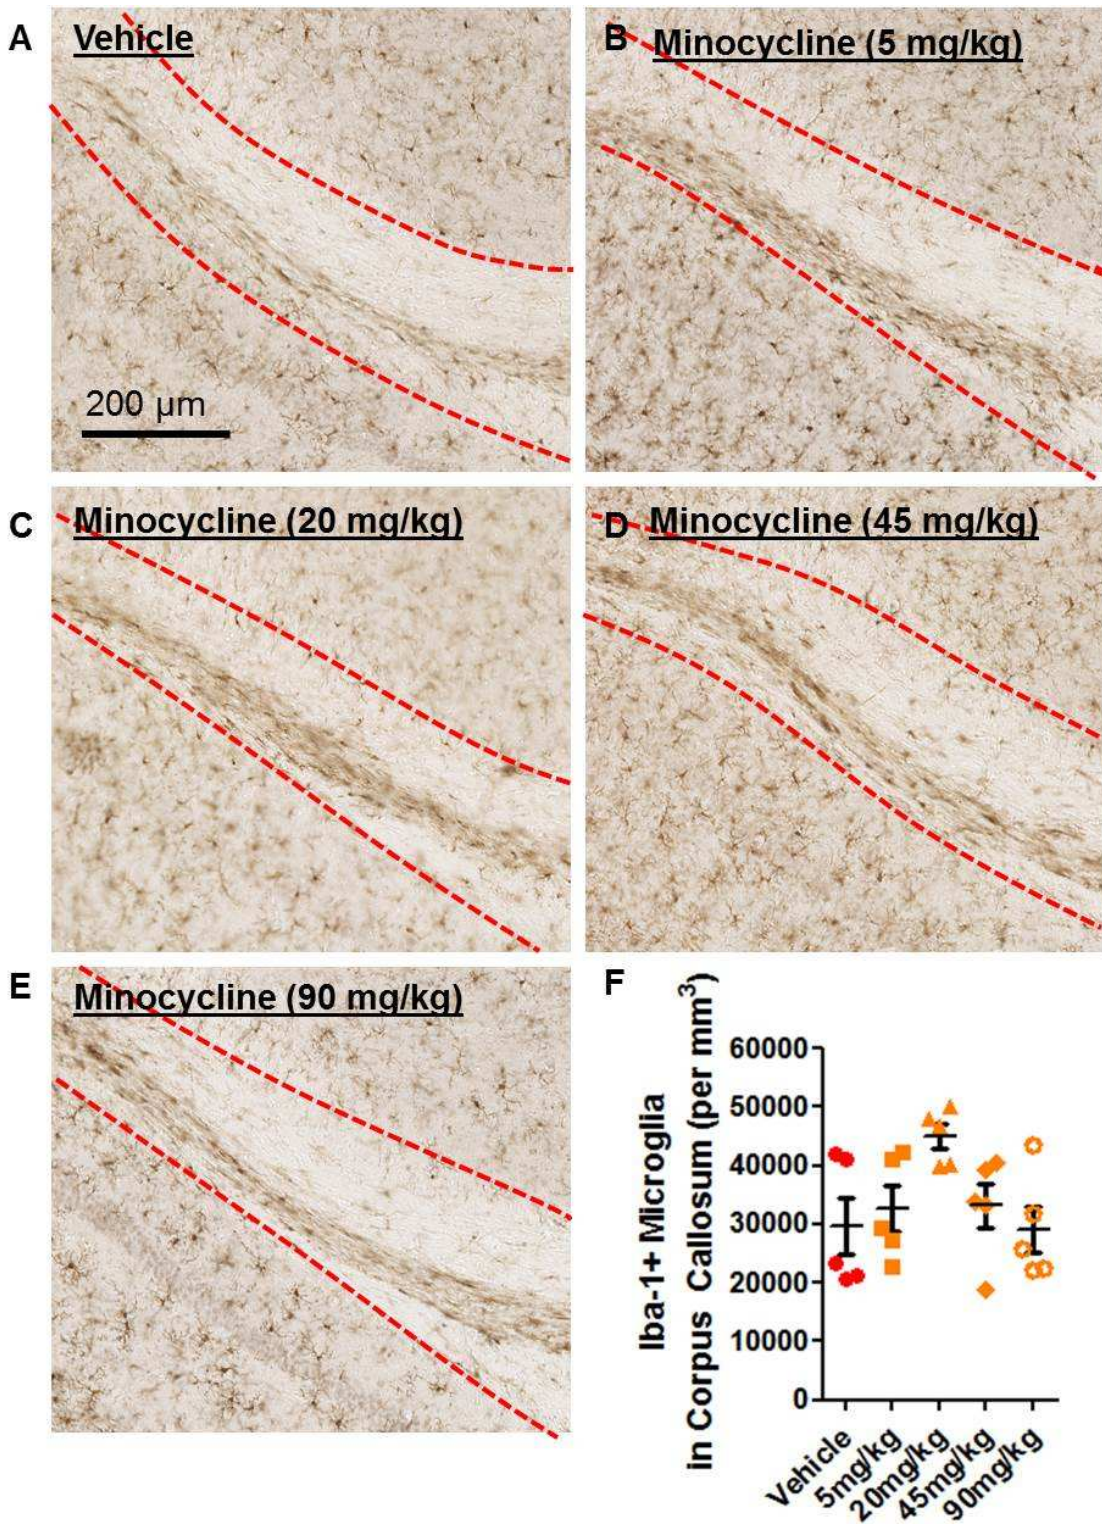 A
Vehicle
200 µm
B
Minocycline (5 mg/kg)
C
Minocycline (20 mg/kg)
D
Minocycline (45 mg/kg)
E
Minocycline (90 mg/kg)
F
Iba-1+ Microglia
in Corpus Callosum (per mm³)
60000
50000
40000
30000
20000
10000
0
Vehicle
5mg/kg
20mg/kg
45mg/kg
90mg/kg